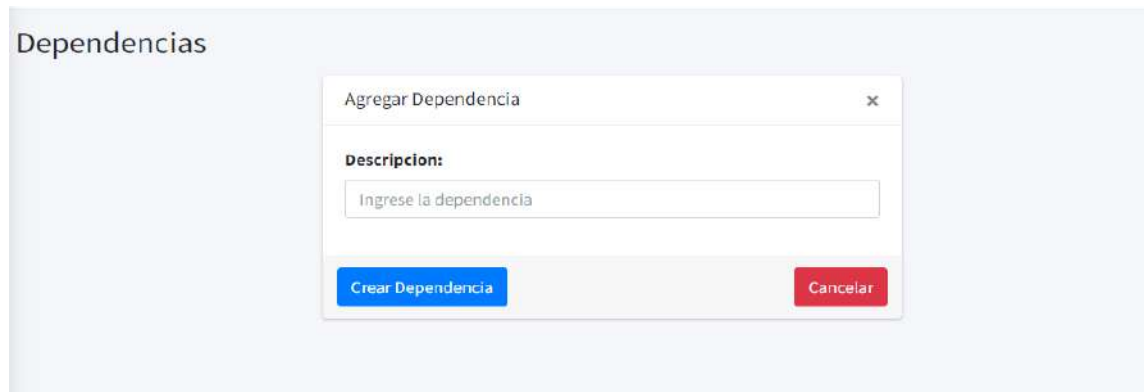 Dependencias
Agregar Dependencia ×
Descripcion:
Ingrese la dependencia
Crear Dependencia Cancelar